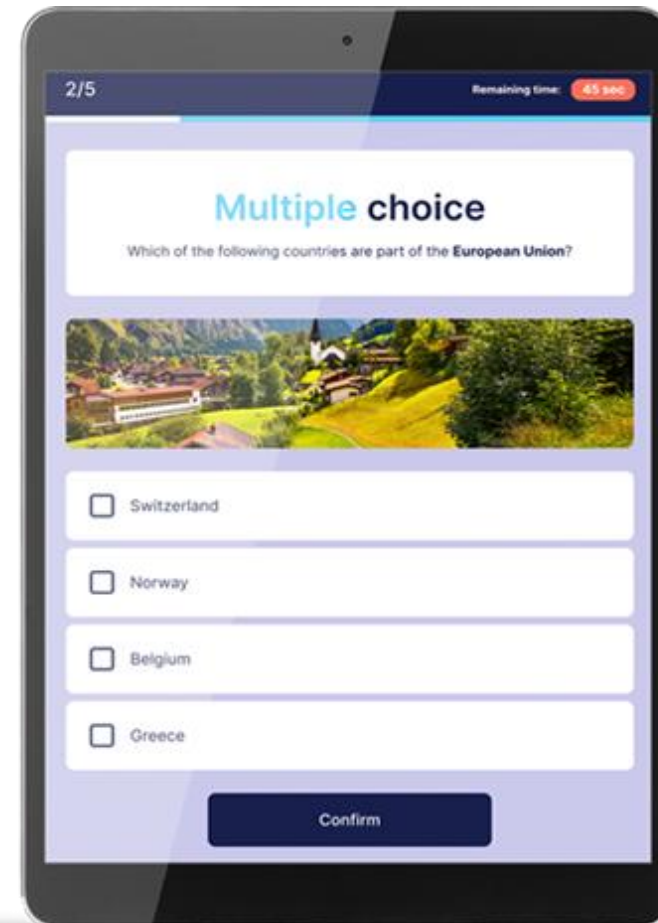 2/5
Remaining time: 45 sec
Multiple choice
Which of the following countries are part of the European Union?
Switzerland
Norway
Belgium
Greece
Confirm